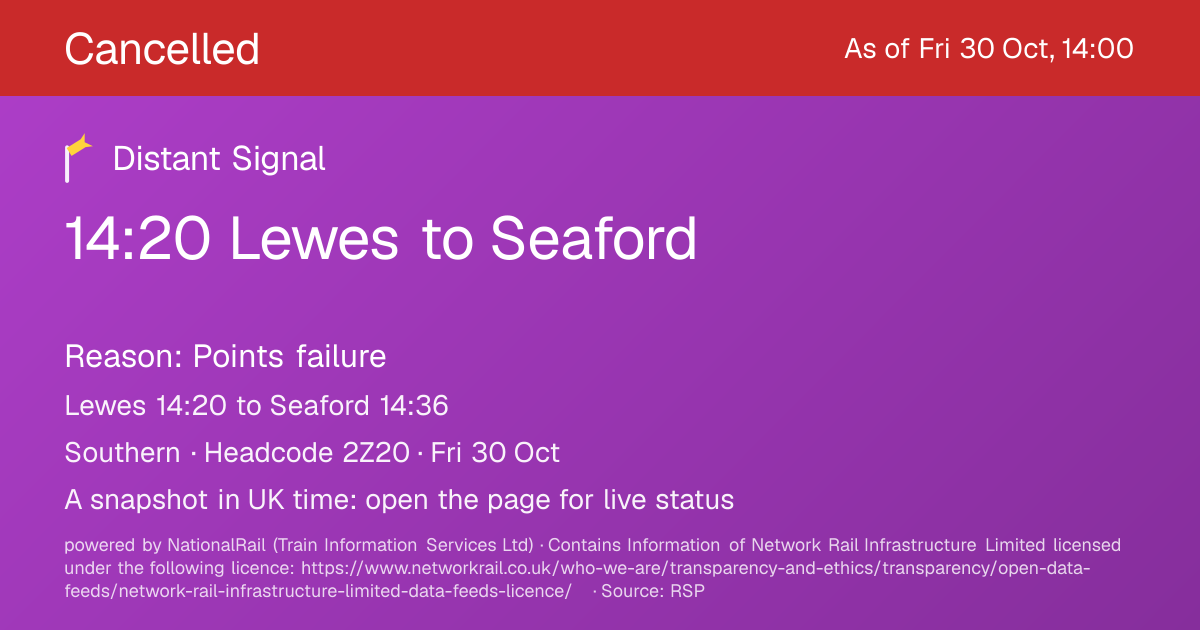 Cancelled
As of Fri 30 Oct, 14:00
Distant Signal
14:20 Lewes to Seaford
Reason: Points failure
Lewes 14:20 to Seaford 14:36
Southern · Headcode 2Z20 · Fri 30 Oct
A snapshot in UK time: open the page for live status
powered by NationalRail (Train Information Services Ltd) · Contains Information of Network Rail Infrastructure Limited licensed
under the following licence: https://www.networkrail.co.uk/who-we-are/transparency-and-ethics/transparency/open-data-
feeds/network-rail-infrastructure-limited-data-feeds-licence/ · Source: RSP